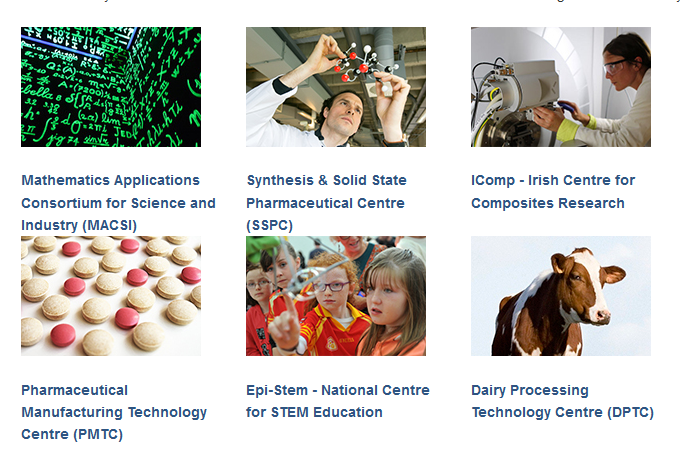 Mathematics Applications
Consortium for Science and
Industry (MACSI)
Synthesis & Solid State
Pharmaceutical Centre
(SSPC)
IComp - Irish Centre for
Composites Research
Pharmaceutical
Manufacturing Technology
Centre (PMTC)
Epi-Stem - National Centre
for STEM Education
Dairy Processing
Technology Centre (DPTC)